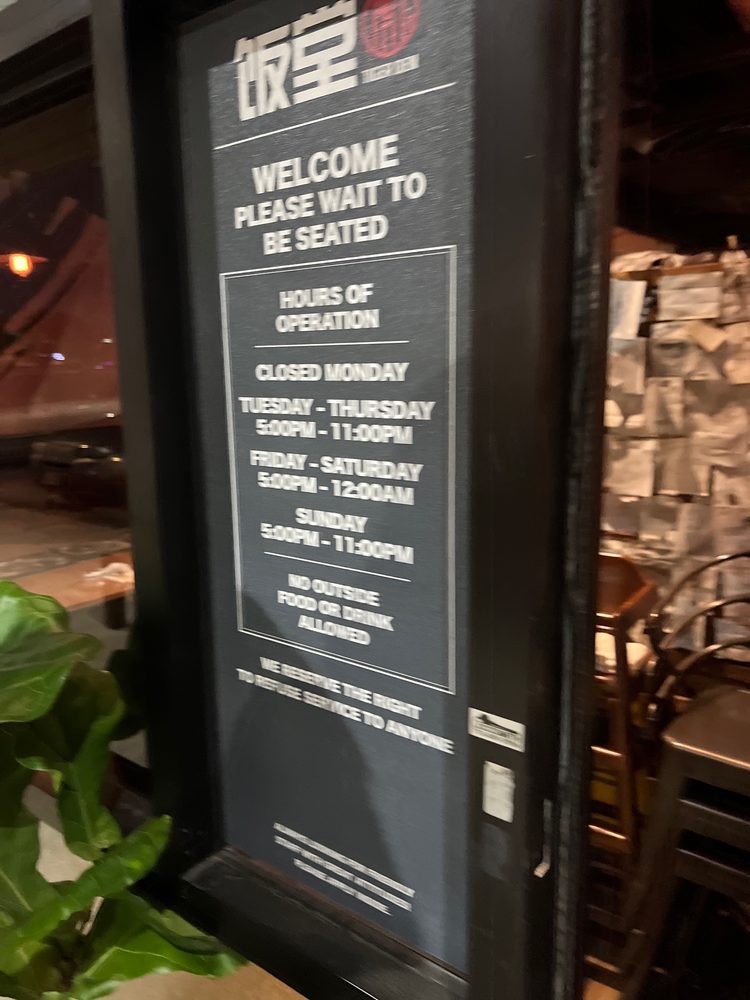 饭堂
WELCOME
PLEASE WAIT TO
BE SEATED
HOURS OF
OPERATION
CLOSED MONDAY
TUESDAY - THURSDAY
5:00PM - 11:00PM
FRIDAY - SATURDAY
5:00PM - 12:00AM
SUNDAY
5:00PM - 11:00PM
NO OUTSIDE
FOOD OR DRINK
ALLOWED
WE RESERVE THE RIGHT
TO REFUSE SERVICE TO ANYONE